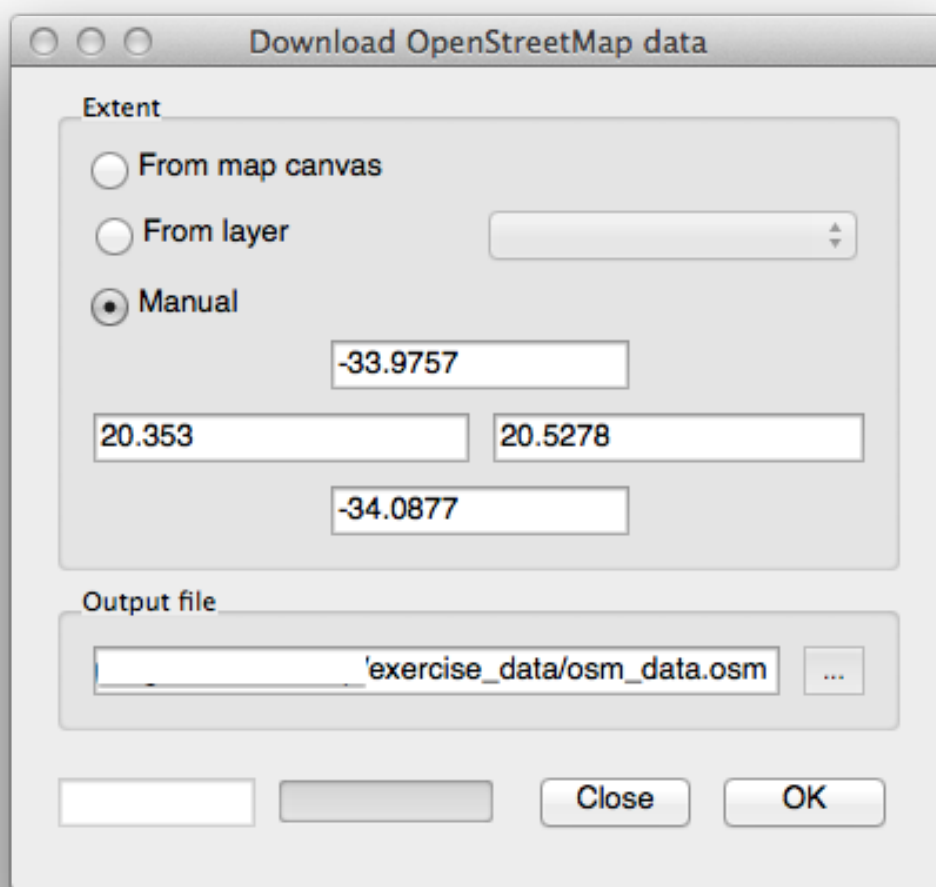 Download OpenStreetMap data
Extent
From map canvas
From layer
Manual
-33.9757
20.353 20.5278
-34.0877
Output file
/exercise_data/osm_data.osm ...
Close OK